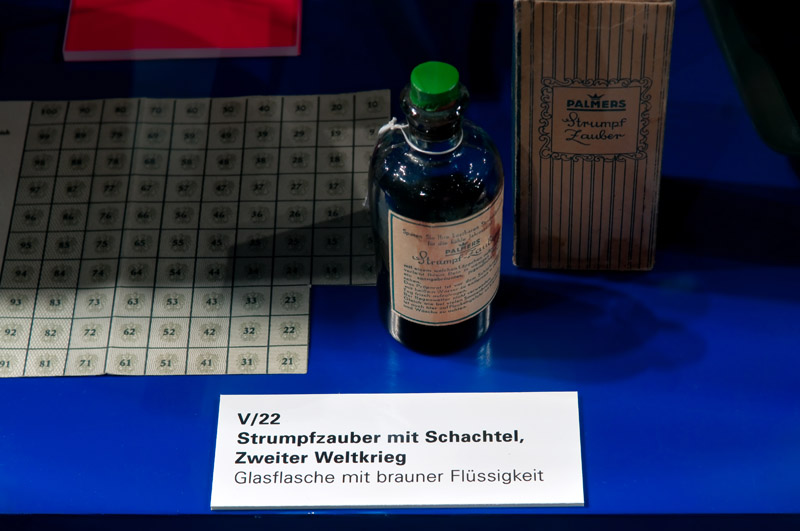 100 90 80 70 60 50 40 30 20 10
99 89 79 69 59 49 39 29 19 9
98 88 78 68 58 48 38 28 18
97 87 77 67 57 47 37 27 17
96 86 76 66 56 46 36 26 16
95 85 75 65 55 45 35 25 15
94 84 74 64 54 44 34 24 14
93 83 73 63 53 43 33 23
92 82 72 62 52 42 32 22
91 81 71 61 51 41 31 21
PALMERS
Strumpf
Zauber
PALMERS
Strumpf-
V/22
Strumpfzauber mit Schachtel,
Zweiter Weltkrieg
Glasflasche mit brauner Flüssigkeit